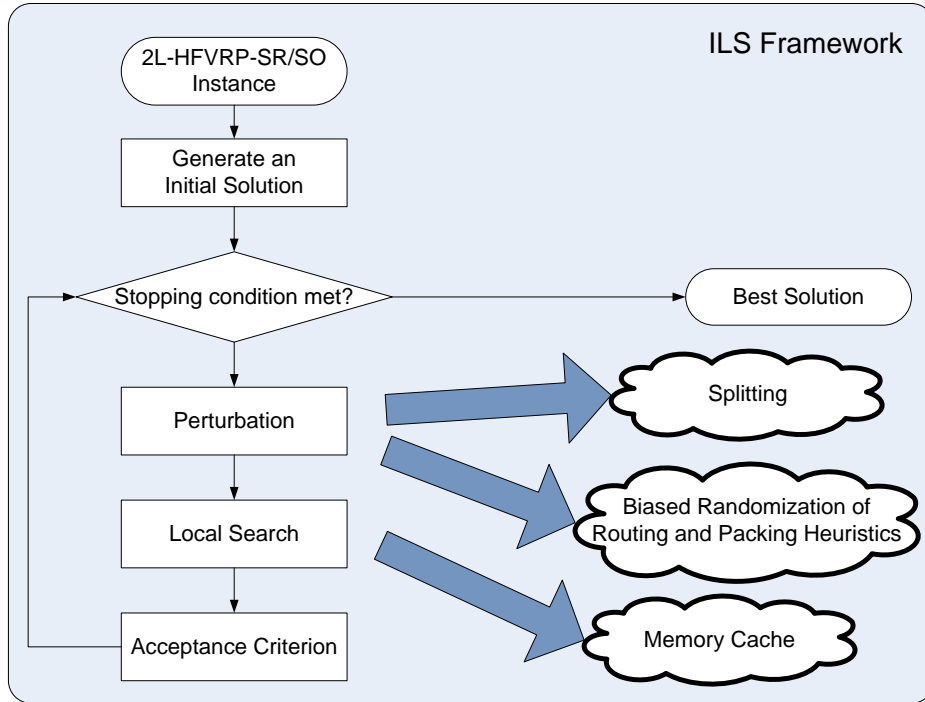 ILS Framework
2L-HFVRP-SR/SO
Instance
Generate an
Initial Solution
Stopping condition met?
Best Solution
Perturbation
Splitting
Local Search
Biased Randomization of
Routing and Packing Heuristics
Acceptance Criterion
Memory Cache